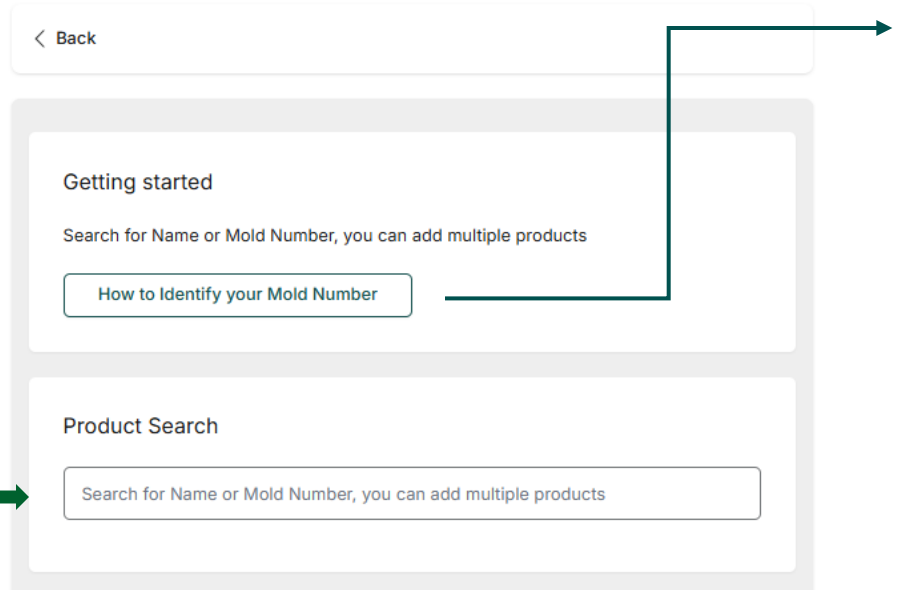 Back
Getting started
Search for Name or Mold Number, you can add multiple products
How to Identify your Mold Number
Product Search
Search for Name or Mold Number, you can add multiple products